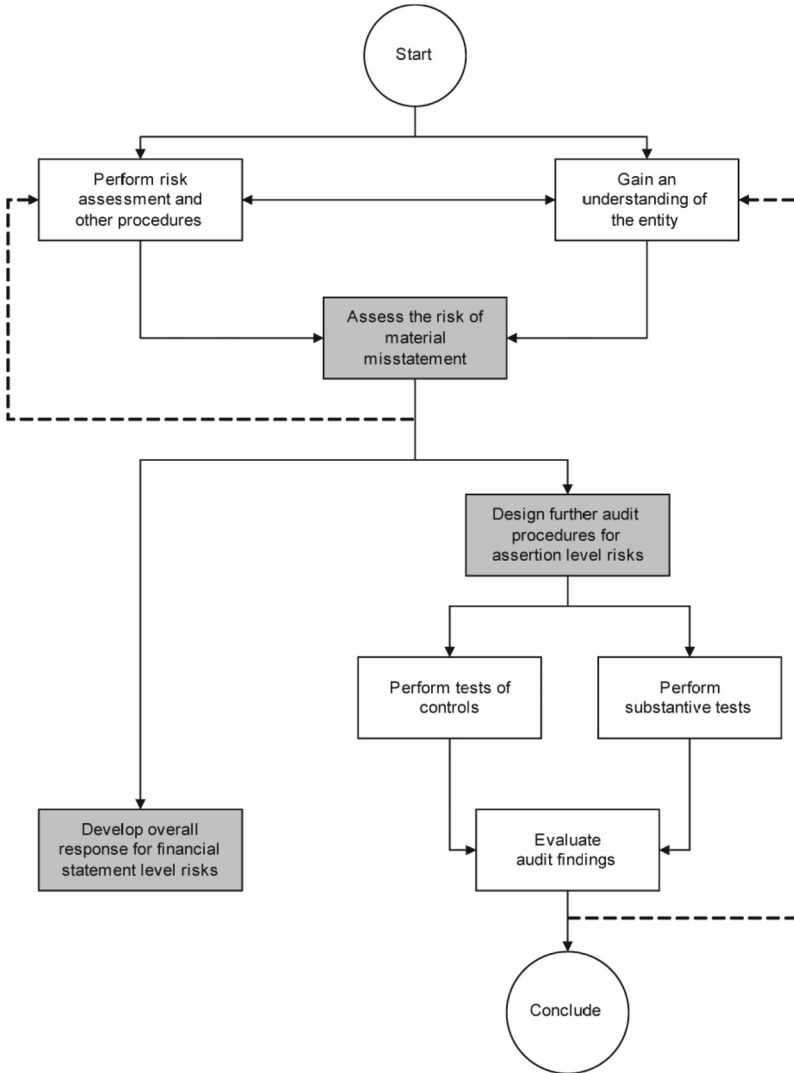 Start
Perform risk
assessment and
other procedures
Gain an
understanding of
the entity
Assess the risk of
material
misstatement
Design further audit
procedures for
assertion level risks
Perform tests of
controls
Perform
substantive tests
Develop overall
response for financial
statement level risks
Evaluate
audit findings
Conclude